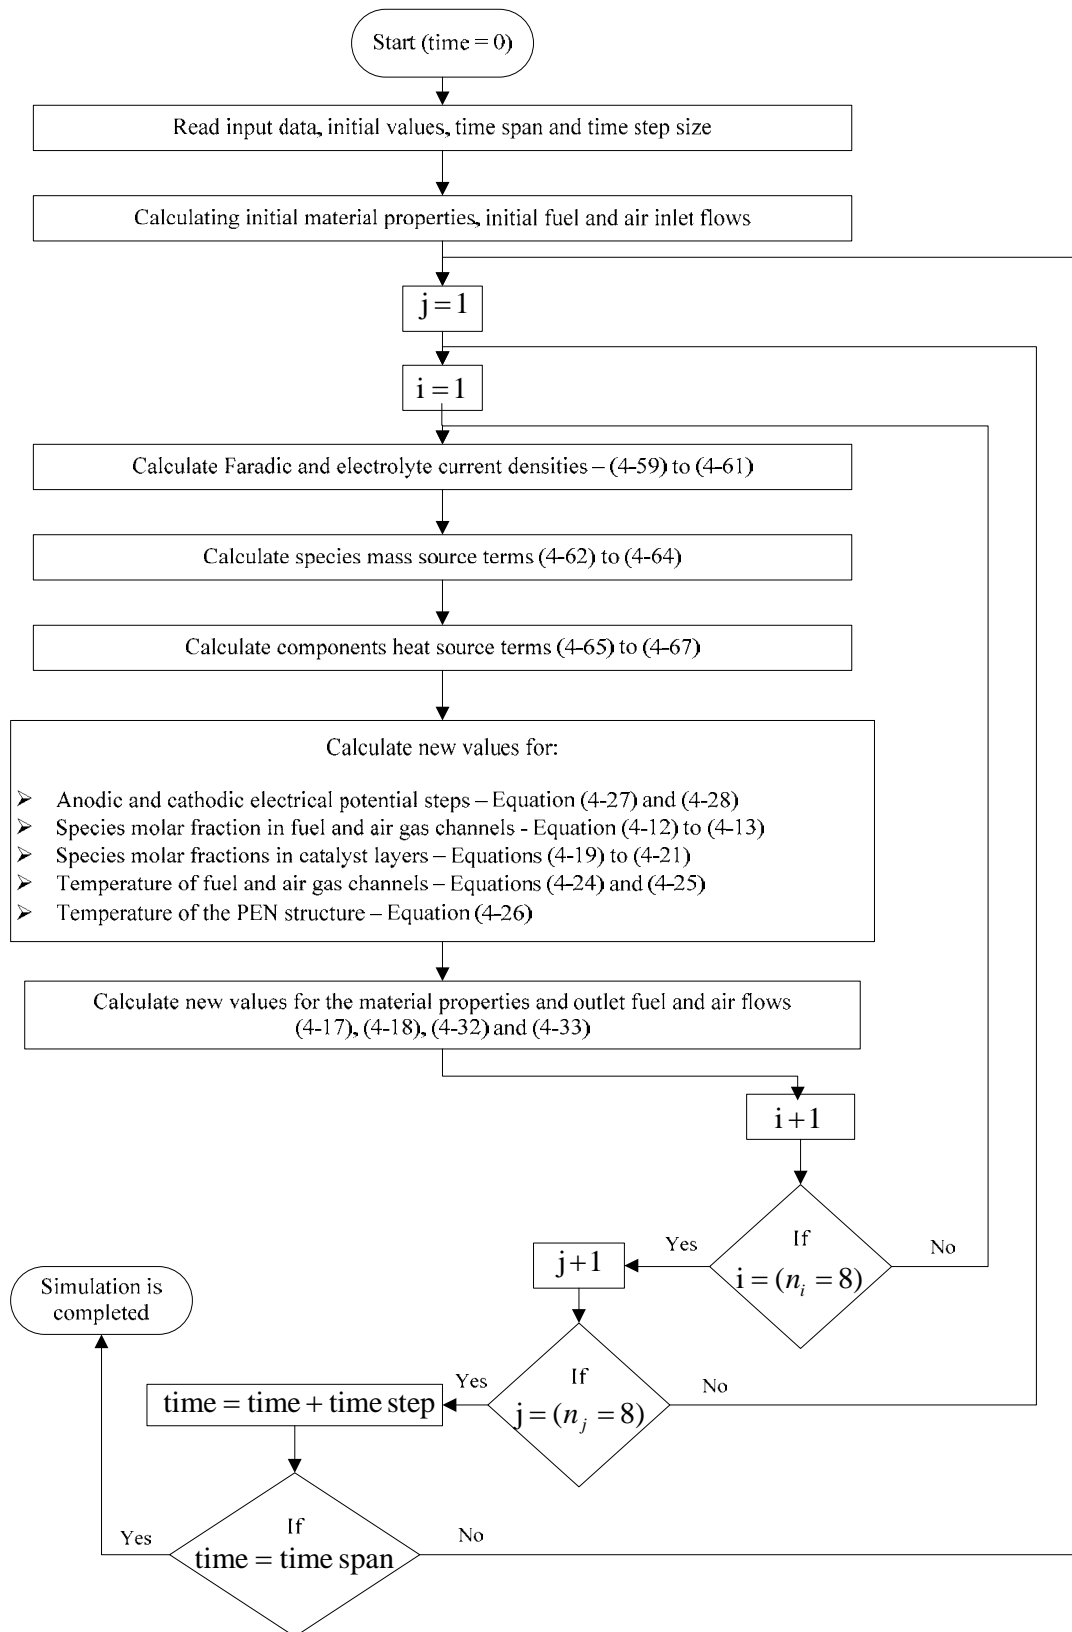 Start (time = 0)
Read input data, initial values, time span and time step size
Calculating initial material properties, initial fuel and air inlet flows
j = 1
i = 1
Calculate Faradic and electrolyte current densities – (4-59) to (4-61)
Calculate species mass source terms (4-62) to (4-64)
Calculate components heat source terms (4-65) to (4-67)
Calculate new values for:
➢ Anodic and cathodic electrical potential steps – Equation (4-27) and (4-28)
➢ Species molar fraction in fuel and air gas channels - Equation (4-12) to (4-13)
➢ Species molar fractions in catalyst layers – Equations (4-19) to (4-21)
➢ Temperature of fuel and air gas channels – Equations (4-24) and (4-25)
➢ Temperature of the PEN structure – Equation (4-26)
Calculate new values for the material properties and outlet fuel and air flows
(4-17), (4-18), (4-32) and (4-33)
i + 1
If
i = (n_i = 8)
Yes
No
j+1
If
j = (n_j = 8)
Yes
No
time = time + time step
If
time = time span
Yes
No
Simulation is
completed